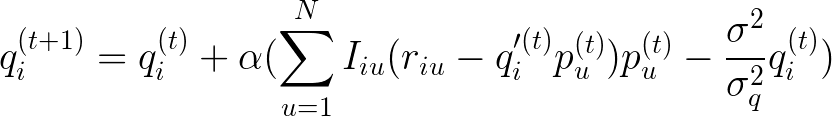 q_i^{(t+1)} = q_i^{(t)} + \alpha(\sum_{u=1}^{N} I_{iu}(r_{iu} - q_i'^{(t)} p_u^{(t)})p_u^{(t)} - \frac{\sigma^2}{\sigma_q^2} q_i^{(t)})